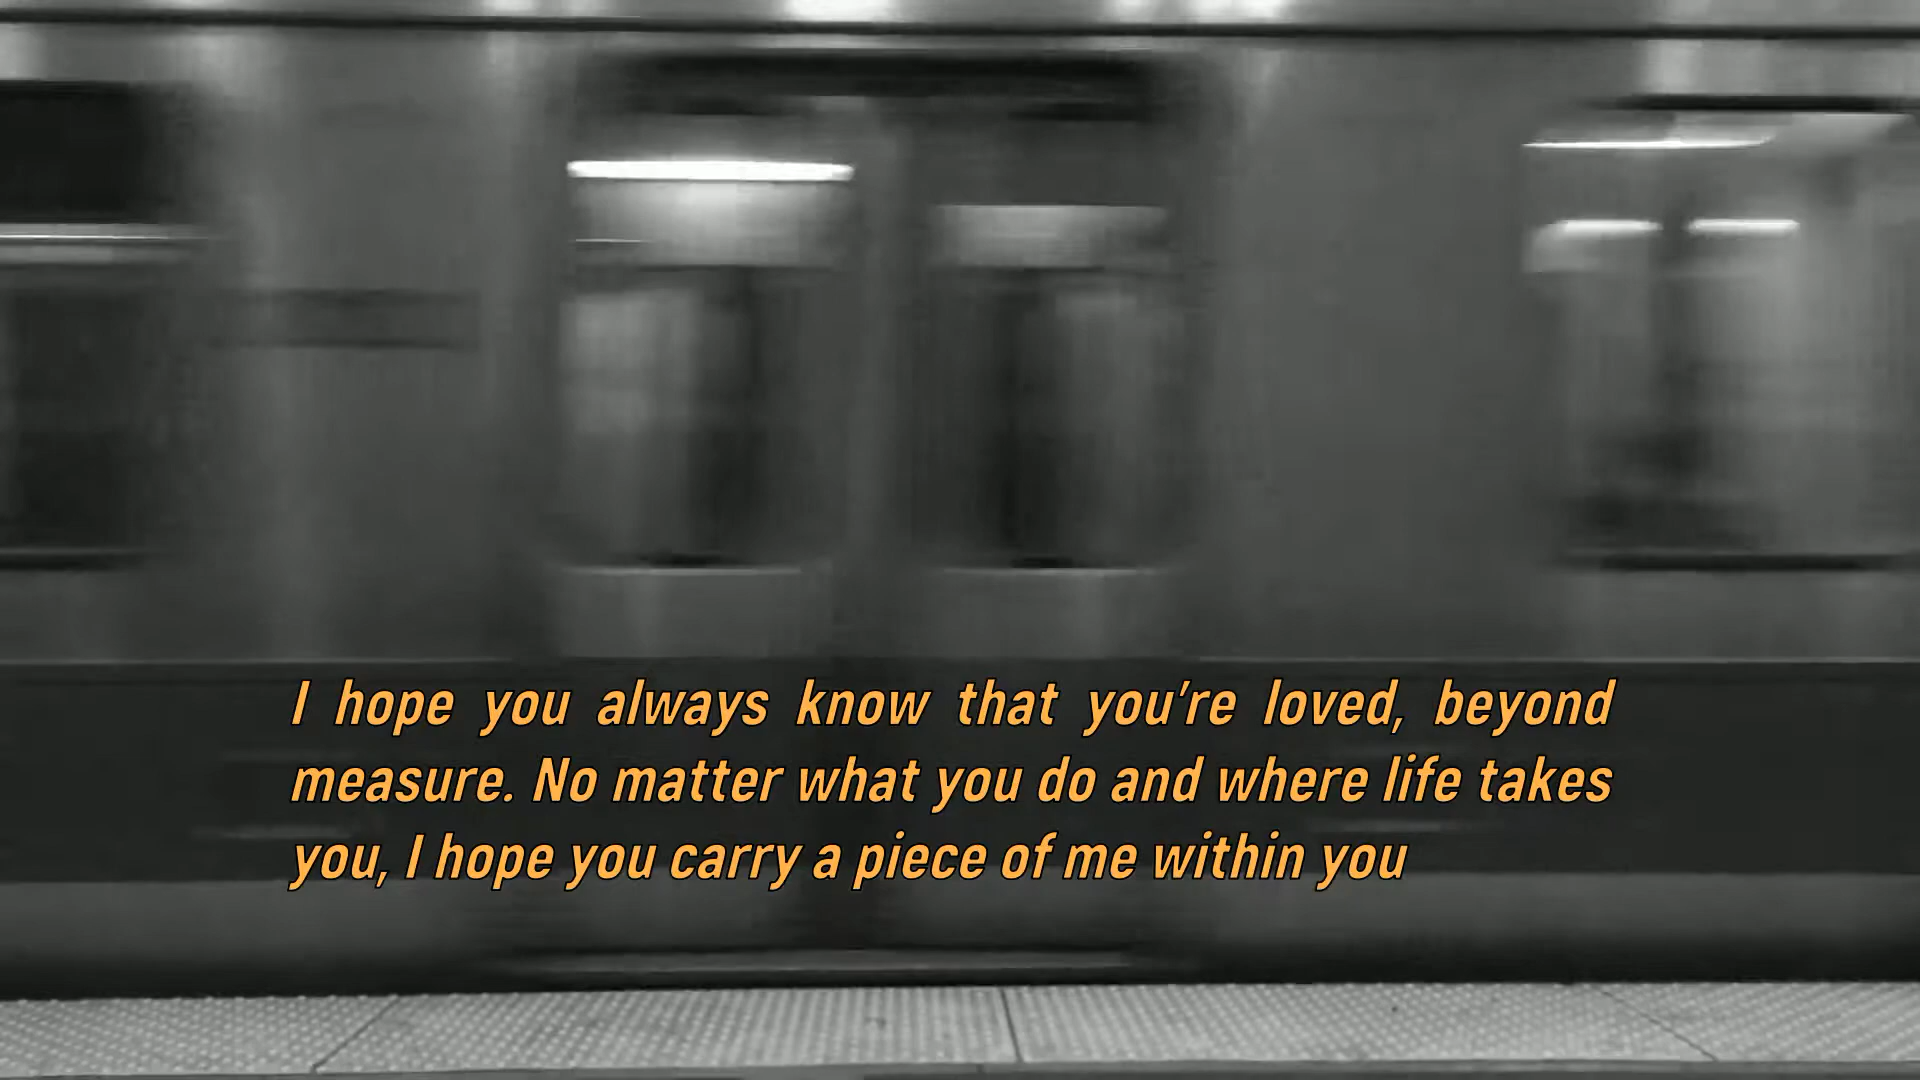 I hope you always know that you’re loved, beyond
measure. No matter what you do and where life takes
you, I hope you carry a piece of me within you